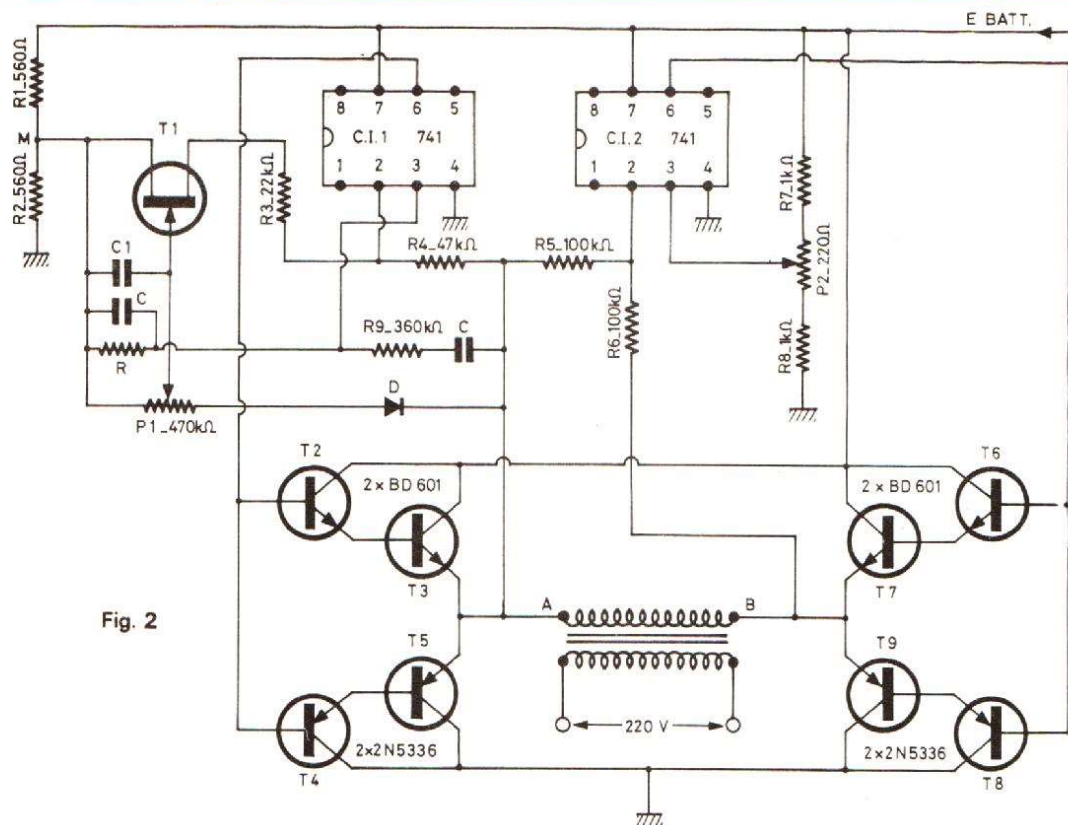 E BATT.
R1_560Ω
M
R2_560Ω
T1
8 7 6 5
C.I.1 741
1 2 3 4
8 7 6 5
C.I.2 741
1 2 3 4
R3_22kΩ
R7_1kΩ
P2_220Ω
R8_1kΩ
C1
C
R
R4_47kΩ
R5_100kΩ
R6_100kΩ
R9_360kΩ
C
P1_470kΩ
D
T2
2 x BD 601
T3
T6
2 x BD 601
T7
Fig. 2
A
B
T5
T4
2x2N5336
220 V
T9
2x2N5336
T8